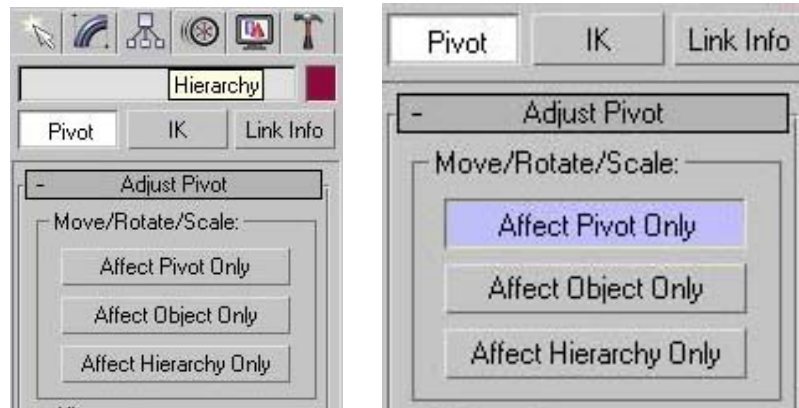 Hierarchy
Pivot IK Link Info
- Adjust Pivot
Move/Rotate/Scale:
Affect Pivot Only
Affect Object Only
Affect Hierarchy Only
Pivot IK Link Info
- Adjust Pivot
Move/Rotate/Scale:
Affect Pivot Only
Affect Object Only
Affect Hierarchy Only